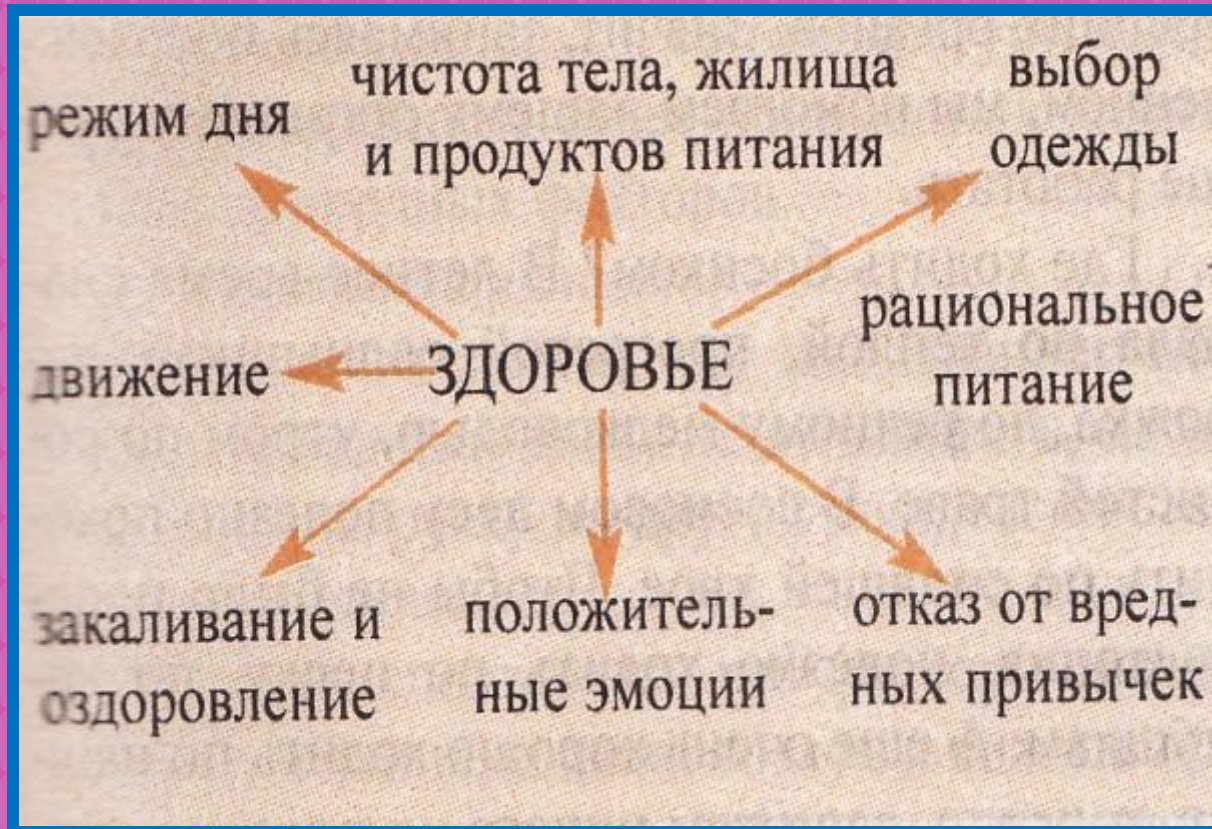 режим дня
чистота тела, жилища
и продуктов питания
выбор
одежды
движение
ЗДОРОВЬЕ
рациональное
питание
закаливание и
оздоровление
положитель-
ные эмоции
отказ от вред-
ных привычек